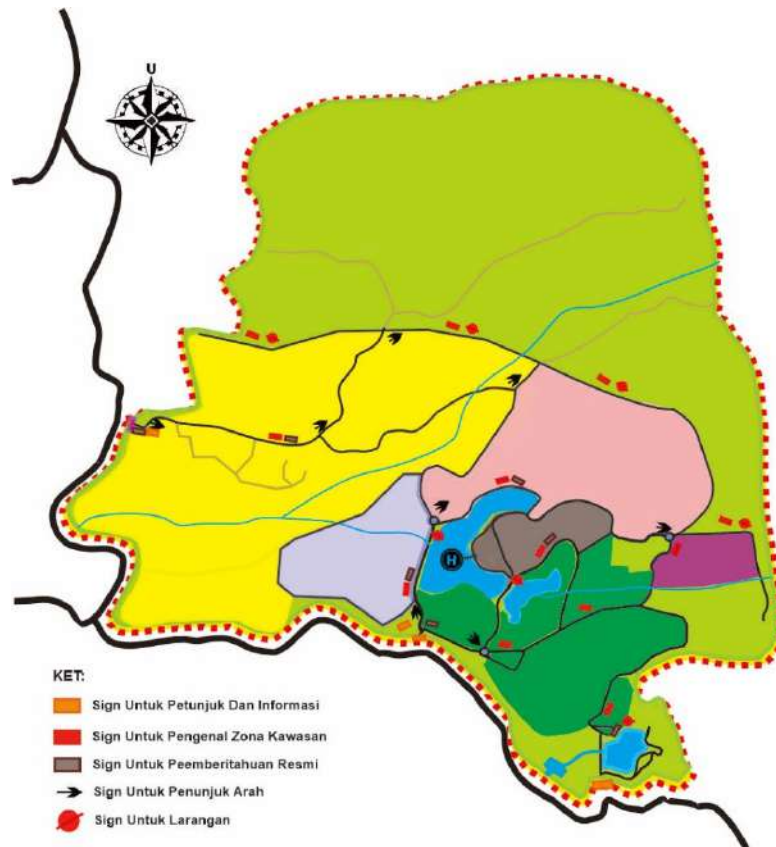 U
H
KET:
Sign Untuk Petunjuk Dan Informasi
Sign Untuk Pengenal Zona Kawasan
Sign Untuk Peemberitahuan Resmi
Sign Untuk Penunjuk Arah
Sign Untuk Larangan